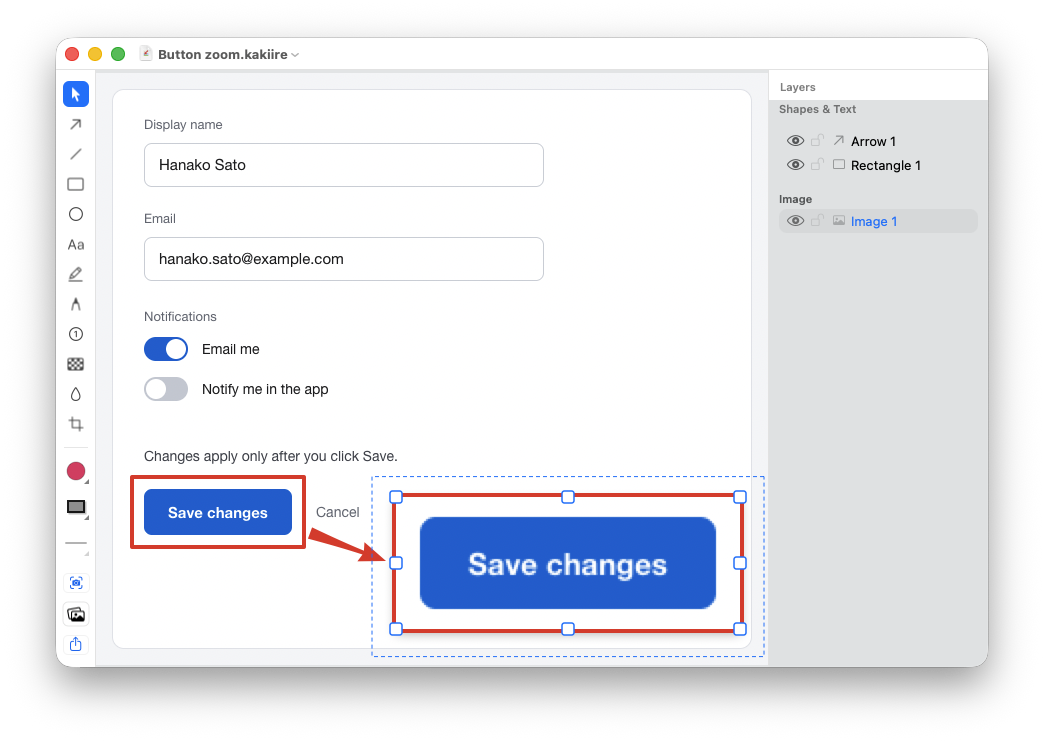 Button zoom.kakiire
Layers
Shapes & Text
Arrow 1
Rectangle 1
Image
Image 1
Aa
1
Display name
Hanako Sato
Email
hanako.sato@example.com
Notifications
Email me
Notify me in the app
Changes apply only after you click Save.
Save changes
Cancel
Save changes